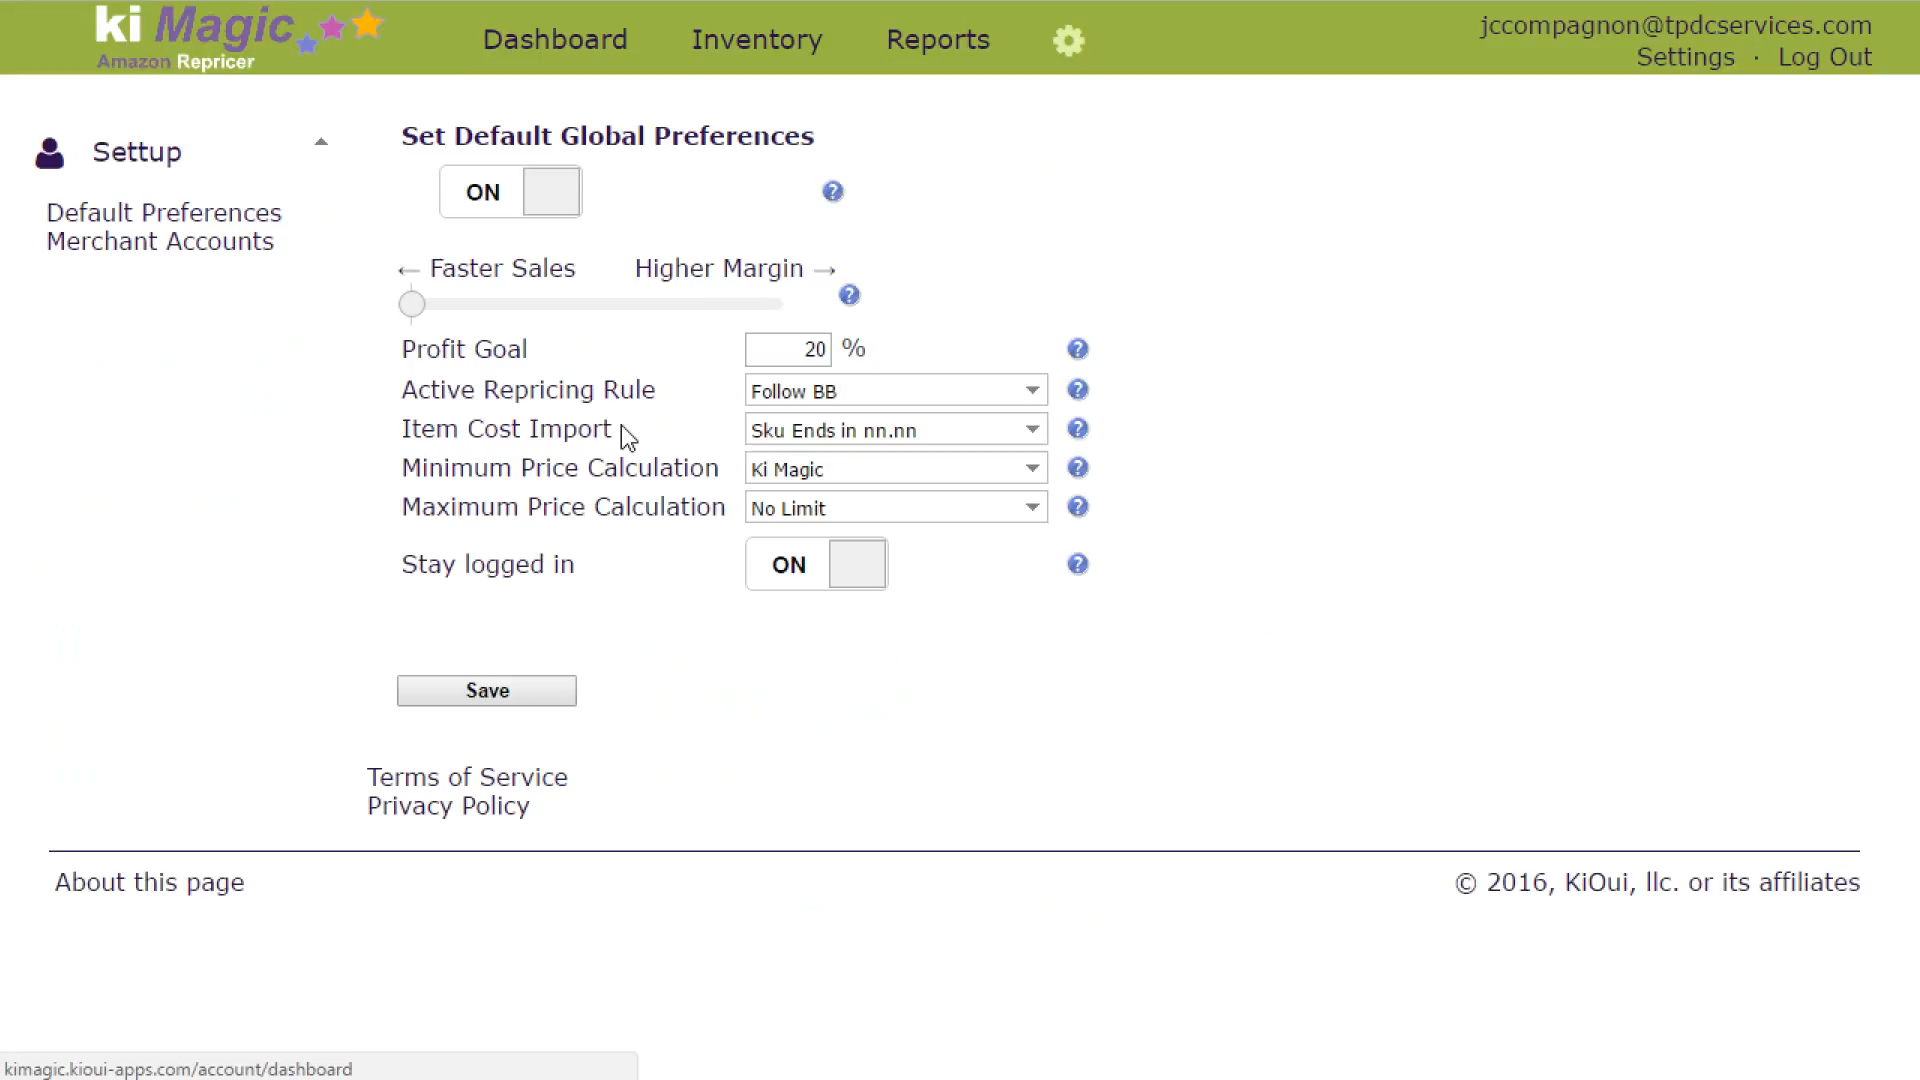 ki Magic
Amazon Repricer
Dashboard
Inventory
Reports
jccompagnon@tpdcservices.com
Settings · Log Out
Settup
Default Preferences
Merchant Accounts
Set Default Global Preferences
ON
?
← Faster Sales Higher Margin →
?
Profit Goal 20 % ?
Active Repricing Rule Follow BB ?
Item Cost Import Sku Ends in nn.nn ?
Minimum Price Calculation Ki Magic ?
Maximum Price Calculation No Limit ?
Stay logged in ON ?
Save
Terms of Service
Privacy Policy
About this page
© 2016, KiOui, llc. or its affiliates
kimagic.kioui-apps.com/account/dashboard